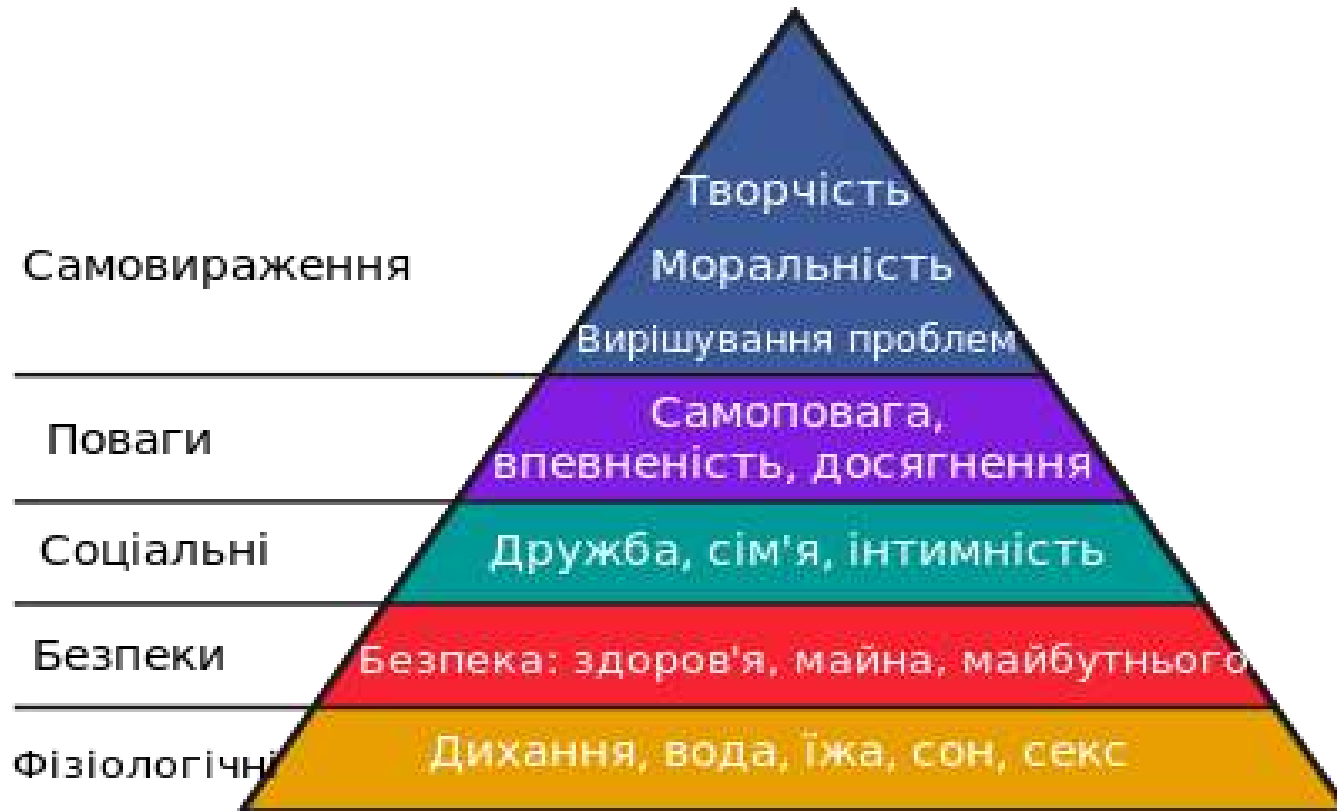 Творчість
Самовираження
Моральність
Вирішування проблем
Поваги
Самоповага,
впевненість, досягнення
Соціальні
Дружба, сім'я, інтимність
Безпеки
Безпека: здоров'я, майна, майбутнього
Фізіологічні
Дихання, вода, їжа, сон, секс